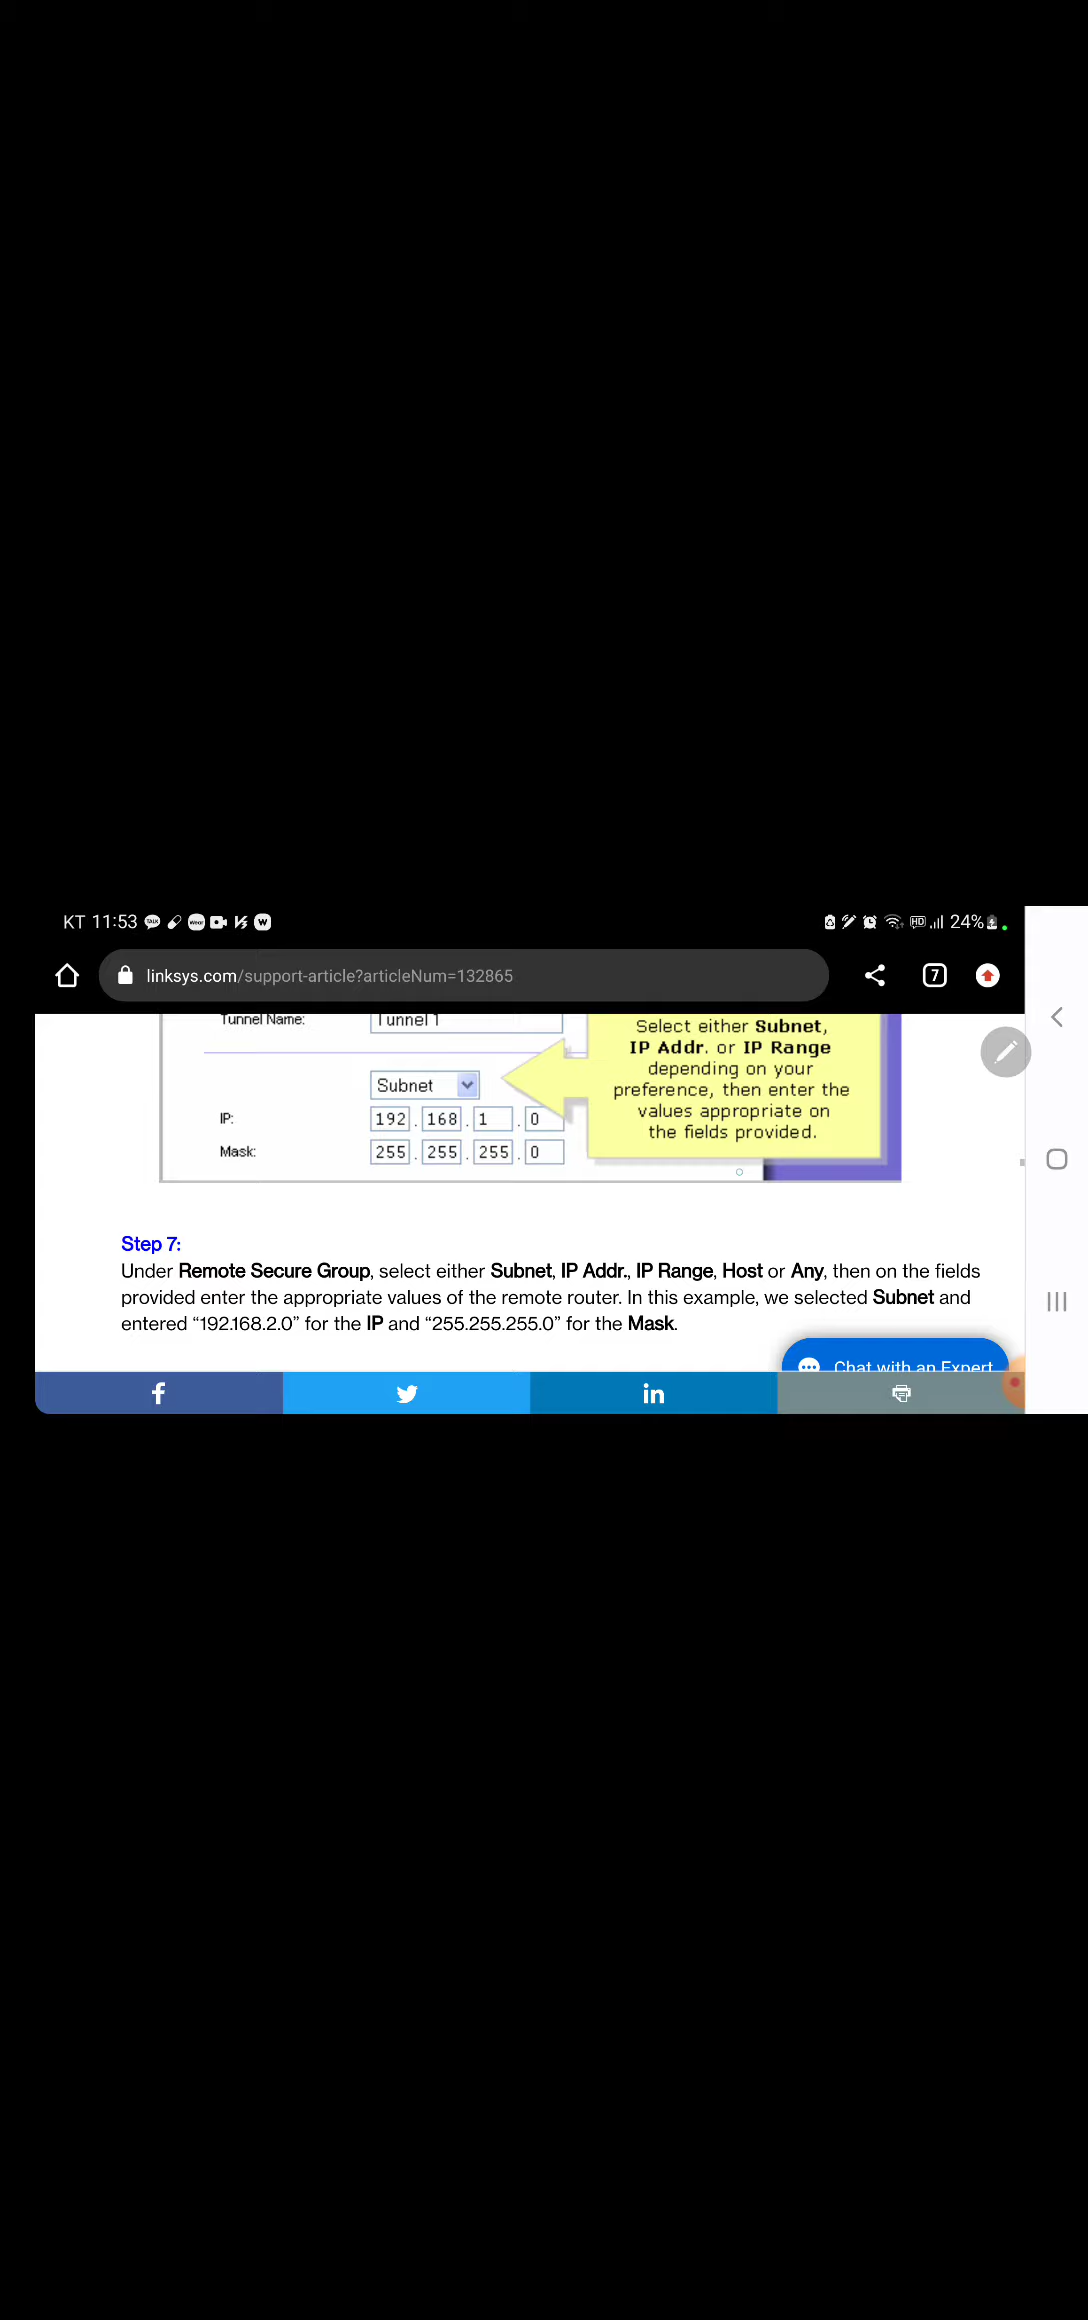 KT 11:53
HD 24%
linksys.com/support-article?articleNum=132865
7
Tunnel Name: Tunnel 1
Select either Subnet,
IP Addr. or IP Range
depending on your
preference, then enter the
values appropriate on
the fields provided.
Subnet
IP: 192 . 168 . 1 . 0
Mask: 255 . 255 . 255 . 0
Step 7:
Under Remote Secure Group, select either Subnet, IP Addr., IP Range, Host or Any, then on the fields
provided enter the appropriate values of the remote router. In this example, we selected Subnet and
entered “192.168.2.0” for the IP and “255.255.255.0” for the Mask.
Chat with an Expert